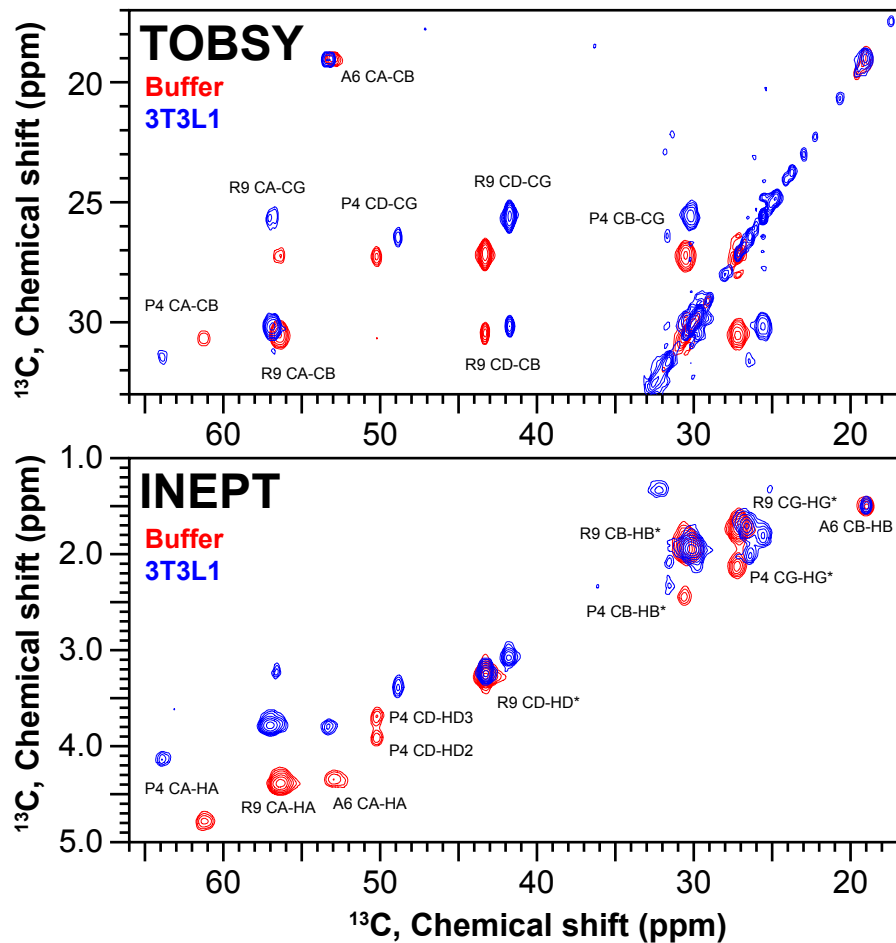 TOBSY
Buffer
3T3L1
A6 CA-CB
R9 CA-CG
P4 CD-CG
R9 CD-CG
P4 CB-CG
P4 CA-CB
R9 CA-CB
R9 CD-CB
¹³C, Chemical shift (ppm)
20
25
30
60 50 40 30 20
INEPT
Buffer
3T3L1
R9 CG-HG*
A6 CB-HB
R9 CB-HB*
P4 CG-HG*
P4 CB-HB*
R9 CD-HD*
P4 CD-HD3
P4 CD-HD2
P4 CA-HA
R9 CA-HA
A6 CA-HA
¹³C, Chemical shift (ppm)
1.0
2.0
3.0
4.0
5.0
60 50 40 30 20
¹³C, Chemical shift (ppm)